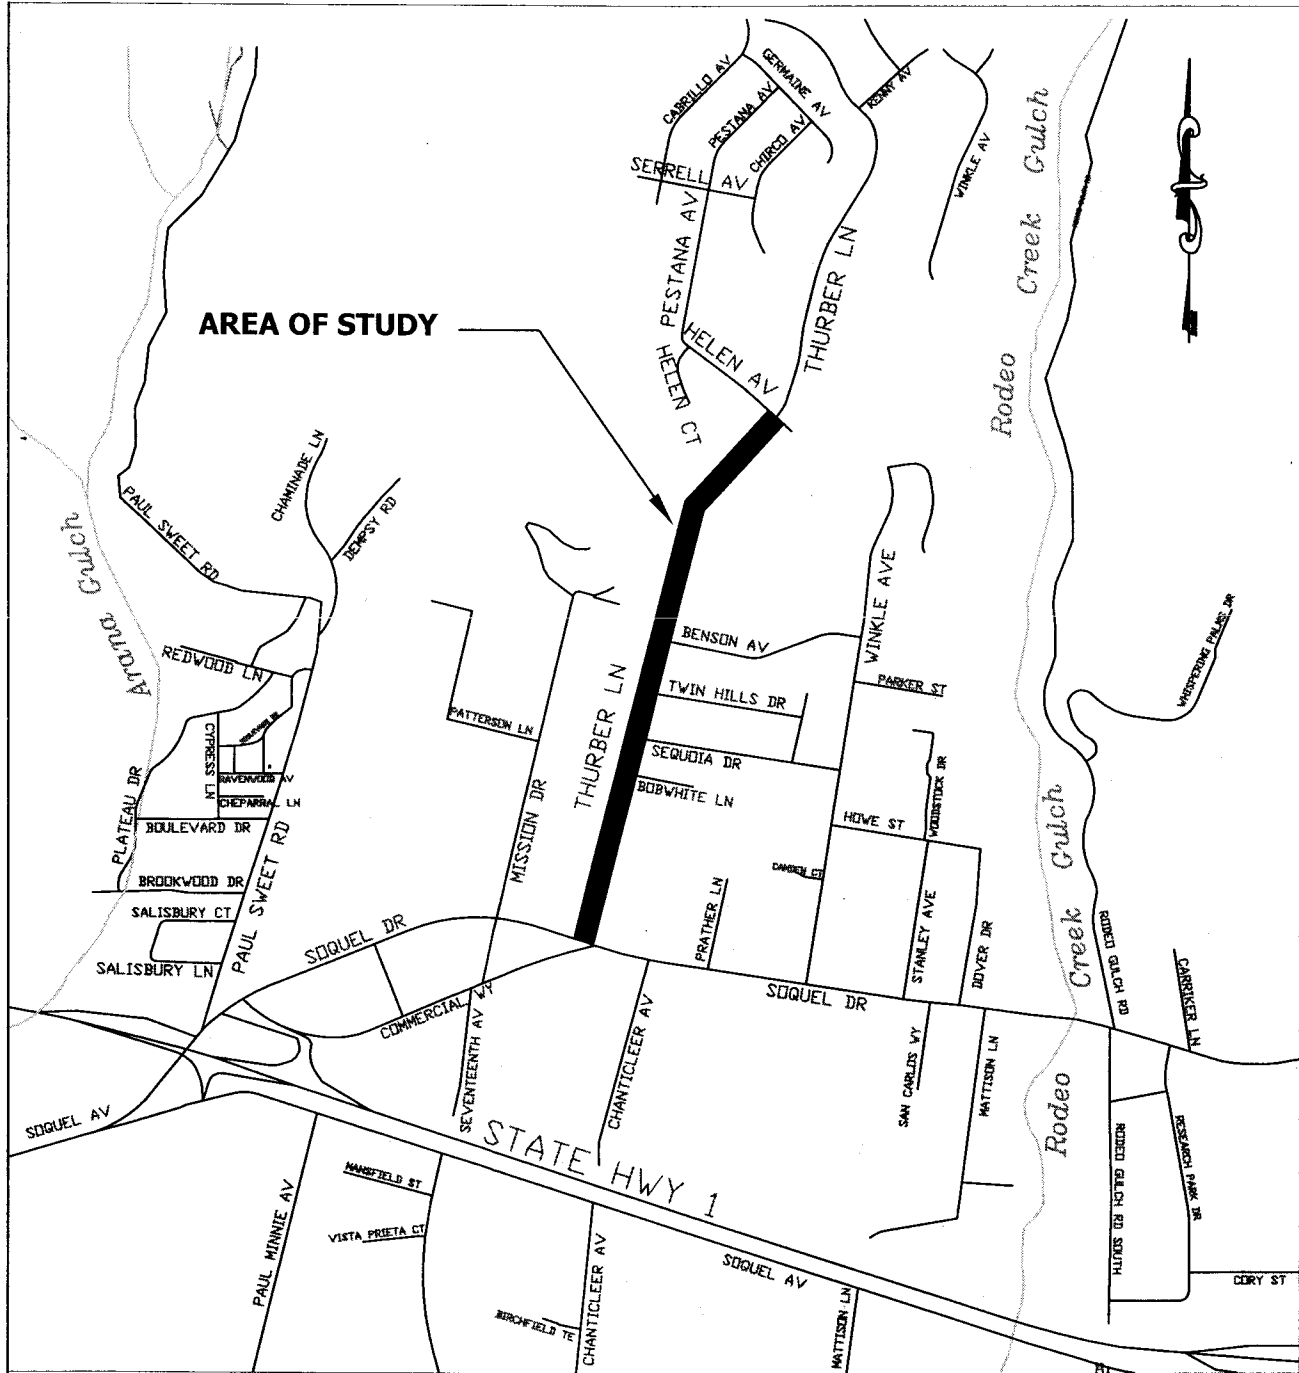 CABRILLO AV
GERMAINE AV
PESTANA AV
CHIRCO AV
KENNY AV
WINKLE AV
SERRELL AV
PESTANA AV
THURBER LN
HELEN AV
HELEN CT
AREA OF STUDY
Rodeo Creek Gulch
CHAMINADE LN
DEMPSY RD
PAUL SWEET RD
Arana Gulch
REDWOOD LN
BENSON AV
WINKLE AVE
PARKER ST
WHISPERING PALMS DR
TWIN HILLS DR
THURBER LN
PATTERSON LN
SEQUOIA DR
BOBWHITE LN
CYPRESS LN
RAVENWOOD AV
CHEPARRAL LN
PLATEAU DR
BOULEVARD DR
MISSION DR
HOWE ST
WOODSTOCK DR
CAMDEN CT
BROOKWOOD DR
PAUL SWEET RD
SALISBURY CT
SALISBURY LN
SOQUEL DR
PRATHER LN
STANLEY AVE
DOVER DR
RODEO GULCH RD
CARRIKER LN
SOQUEL DR
COMMERCIAL WY
SEVENTEENTH AV
CHANTICLEER AV
SAN CARLOS WY
MATTISON LN
Rodeo Creek Gulch
SOQUEL AV
STATE HWY 1
RODEO GULCH RD SOUTH
RESEARCH PARK DR
MANSFIELD ST
VISTA PRIETA CT
PAUL MINNIE AV
CHANTICLEER AV
SOQUEL AV
CORY ST
BIRCHFIELD TE
MATTISON LN